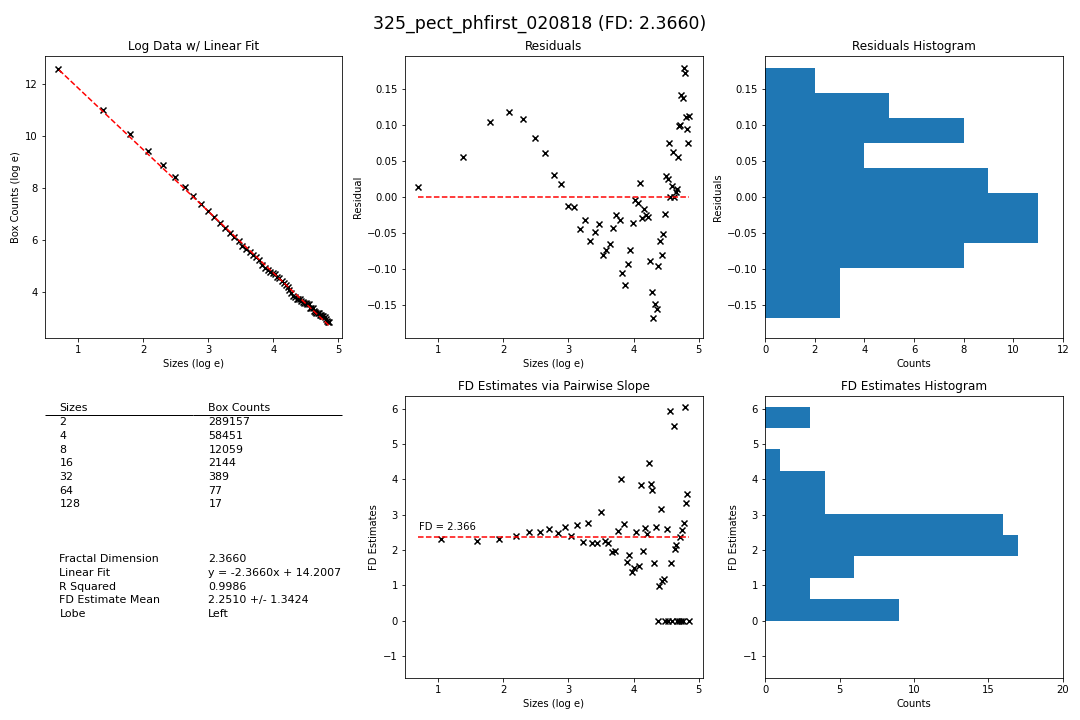 325_pect_phfirst_020818 (FD: 2.3660)
Log Data w/ Linear Fit
Box Counts (log e)
12
10
8
6
4
1 2 3 4 5
Sizes (log e)
Residuals
Residual
0.15
0.10
0.05
0.00
−0.05
−0.10
−0.15
1 2 3 4 5
Sizes (log e)
Residuals Histogram
Residuals
0.15
0.10
0.05
0.00
−0.05
−0.10
−0.15
0 2 4 6 8 10 12
Counts
Sizes Box Counts
2 289157
4 58451
8 12059
16 2144
32 389
64 77
128 17
Fractal Dimension 2.3660
Linear Fit y = -2.3660x + 14.2007
R Squared 0.9986
FD Estimate Mean 2.2510 +/- 1.3424
Lobe Left
FD Estimates via Pairwise Slope
FD Estimates
6
5
4
3
2
1
0
−1
FD = 2.366
1 2 3 4 5
Sizes (log e)
FD Estimates Histogram
FD Estimates
6
5
4
3
2
1
0
−1
0 5 10 15 20
Counts